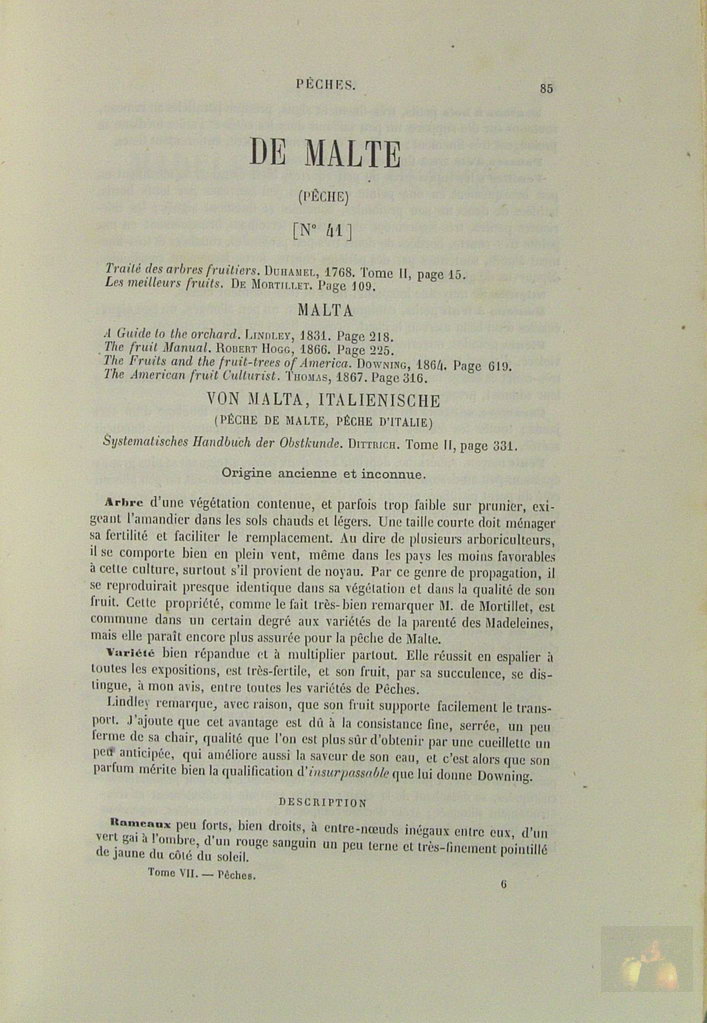 PÊCHES.
85
DE MALTE
(PÊCHE)
[N° 41]
Traité des arbres fruitiers. DUHAMEL, 1768. Tome II, page 15.
Les meilleurs fruits. DE MORTILLET. Page 109.
MALTA
A Guide to the orchard. LINDLEY, 1831. Page 218.
The fruit Manual. ROBERT HOGG, 1866. Page 225.
The Fruits and the fruit-trees of America. DOWNING, 1864. Page 619.
The American fruit Culturist. THOMAS, 1867. Page 316.
VON MALTA, ITALIENISCHE
(PÊCHE DE MALTE, PÊCHE D'ITALIE)
Systematisches Handbuch der Obstkunde. DITTRICH. Tome II, page 331.
Origine ancienne et inconnue.
Arbre d'une végétation contenue, et parfois trop faible sur prunier, exi-
geant l'amandier dans les sols chauds et légers. Une taille courte doit ménager
sa fertilité et faciliter le remplacement. Au dire de plusieurs arboriculteurs,
il se comporte bien en plein vent, même dans les pays les moins favorables
à cette culture, surtout s'il provient de noyau. Par ce genre de propagation, il
se reproduirait presque identique dans sa végétation et dans la qualité de son
fruit. Cette propriété, comme le fait très-bien remarquer M. de Mortillet, est
commune dans un certain degré aux variétés de la parenté des Madeleines,
mais elle paraît encore plus assurée pour la pêche de Malte.
Variété bien répandue et à multiplier partout. Elle réussit en espalier à
toutes les expositions, est très-fertile, et son fruit, par sa succulence, se dis-
tingue, à mon avis, entre toutes les variétés de Pêches.
Lindley remarque, avec raison, que son fruit supporte facilement le trans-
port. J'ajoute que cet avantage est dû à la consistance fine, serrée, un peu
ferme de sa chair, qualité que l'on est plus sûr d'obtenir par une cueillette un
peu anticipée, qui améliore aussi la saveur de son eau, et c'est alors que son
parfum mérite bien la qualification d'insurpassable que lui donne Downing.
DESCRIPTION
Rameaux peu forts, bien droits, à entre-nœuds inégaux entre eux, d'un
vert gai à l'ombre, d'un rouge sanguin un peu terne et très-finement pointillé
de jaune du côté du soleil.
Tome VII. — Pêches.
6